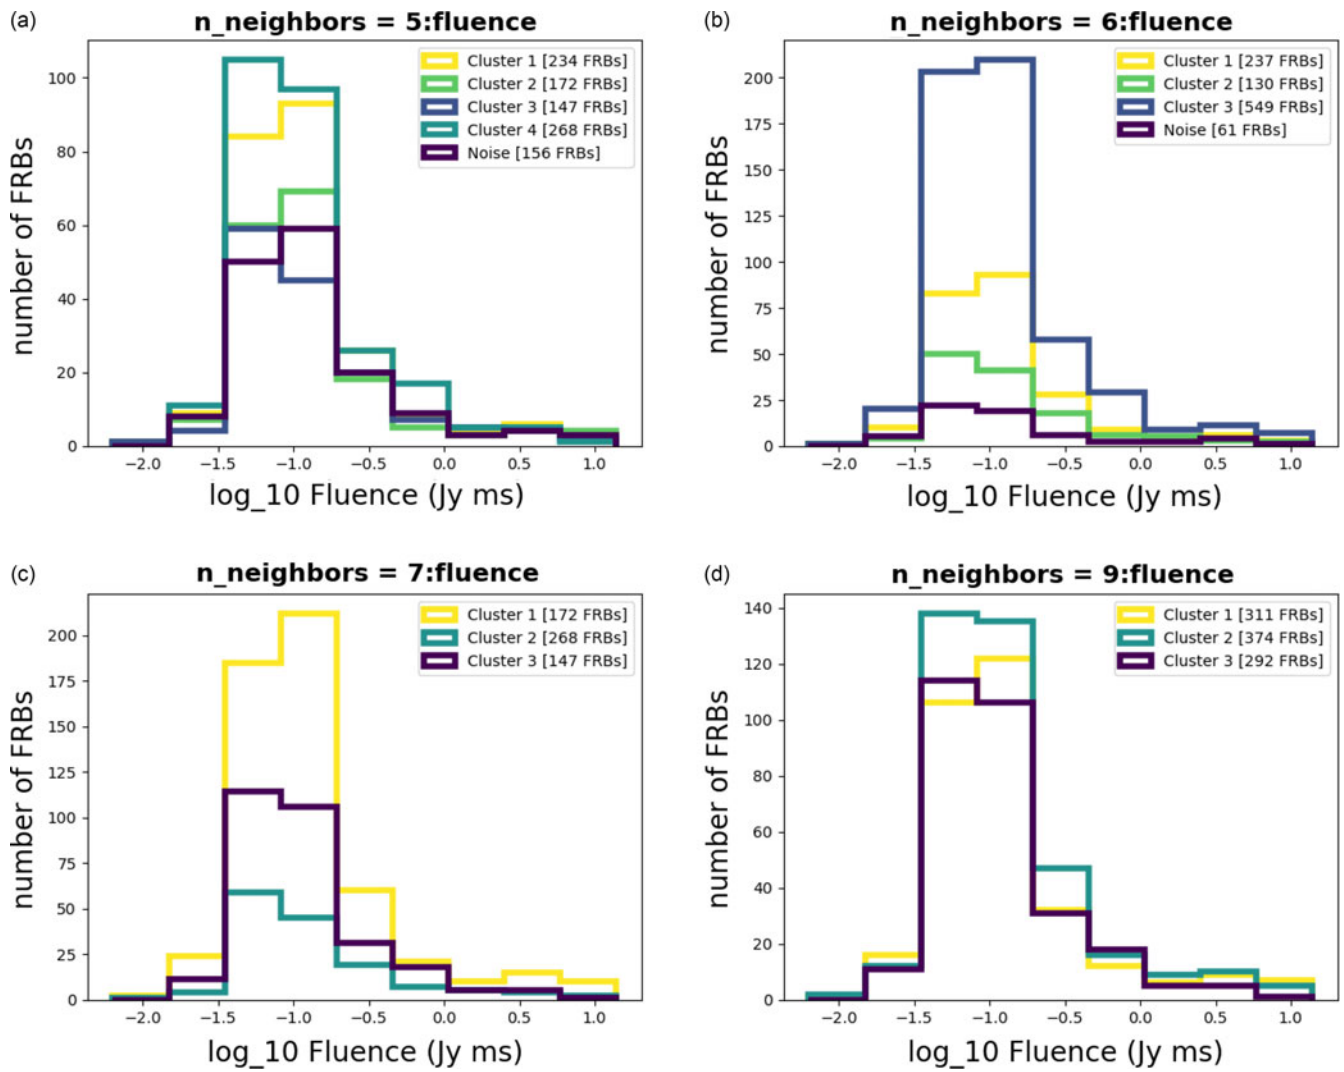 (a)
n_neighbors = 5:fluence
number of FRBs
100
80
60
40
20
0
Cluster 1 [234 FRBs]
Cluster 2 [172 FRBs]
Cluster 3 [147 FRBs]
Cluster 4 [268 FRBs]
Noise [156 FRBs]
−2.0 −1.5 −1.0 −0.5 0.0 0.5 1.0
log_10 Fluence (Jy ms)
(b)
n_neighbors = 6:fluence
number of FRBs
200
175
150
125
100
75
50
25
0
Cluster 1 [237 FRBs]
Cluster 2 [130 FRBs]
Cluster 3 [549 FRBs]
Noise [61 FRBs]
−2.0 −1.5 −1.0 −0.5 0.0 0.5 1.0
log_10 Fluence (Jy ms)
(c)
n_neighbors = 7:fluence
number of FRBs
200
175
150
125
100
75
50
25
0
Cluster 1 [172 FRBs]
Cluster 2 [268 FRBs]
Cluster 3 [147 FRBs]
−2.0 −1.5 −1.0 −0.5 0.0 0.5 1.0
log_10 Fluence (Jy ms)
(d)
n_neighbors = 9:fluence
number of FRBs
140
120
100
80
60
40
20
0
Cluster 1 [311 FRBs]
Cluster 2 [374 FRBs]
Cluster 3 [292 FRBs]
−2.0 −1.5 −1.0 −0.5 0.0 0.5 1.0
log_10 Fluence (Jy ms)